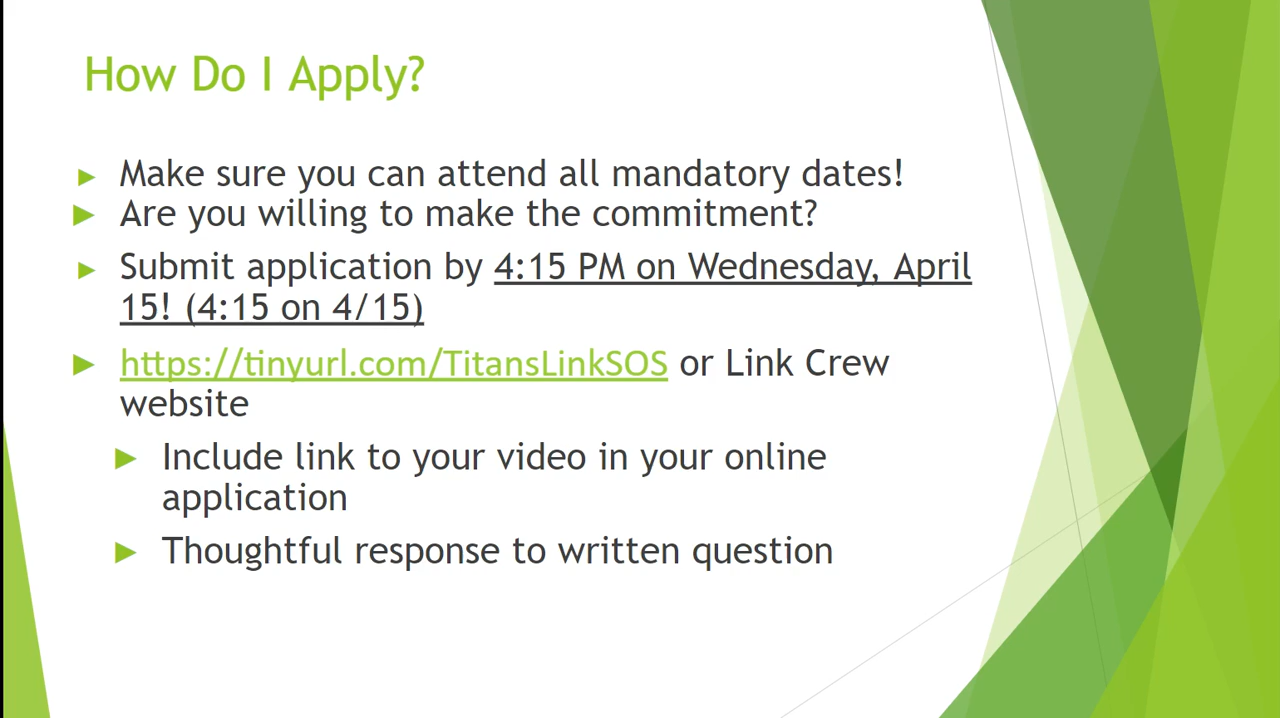 How Do I Apply?
Make sure you can attend all mandatory dates!
Are you willing to make the commitment?
Submit application by 4:15 PM on Wednesday, April
15! (4:15 on 4/15)
https://tinyurl.com/TitansLinkSOS or Link Crew
website
Include link to your video in your online
application
Thoughtful response to written question